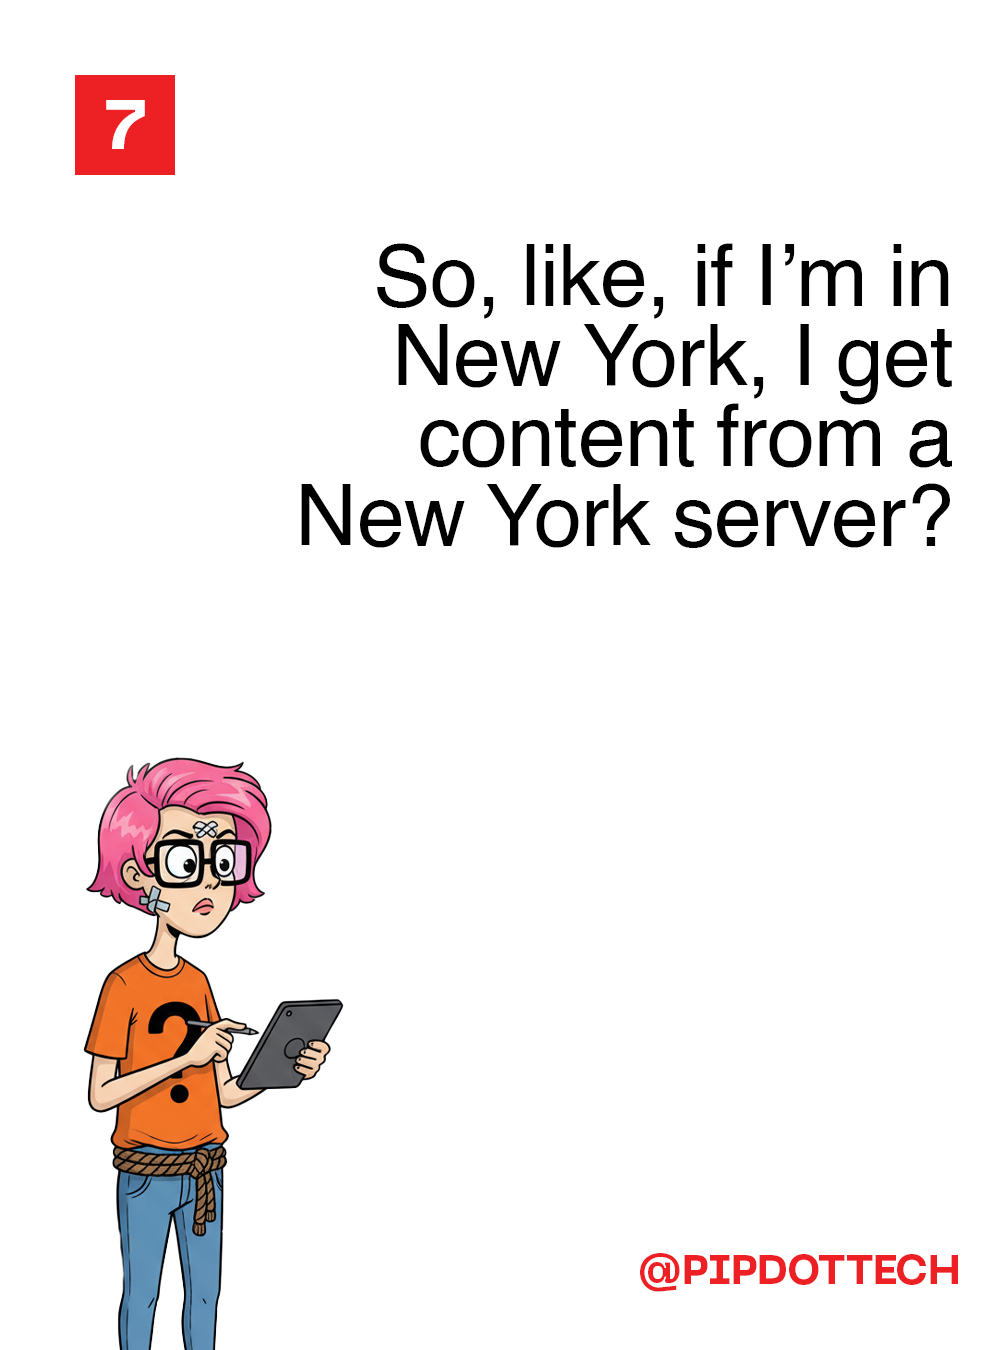 7
So, like, if I’m in
New York, I get
content from a
New York server?
?
@PIPDOTTECH